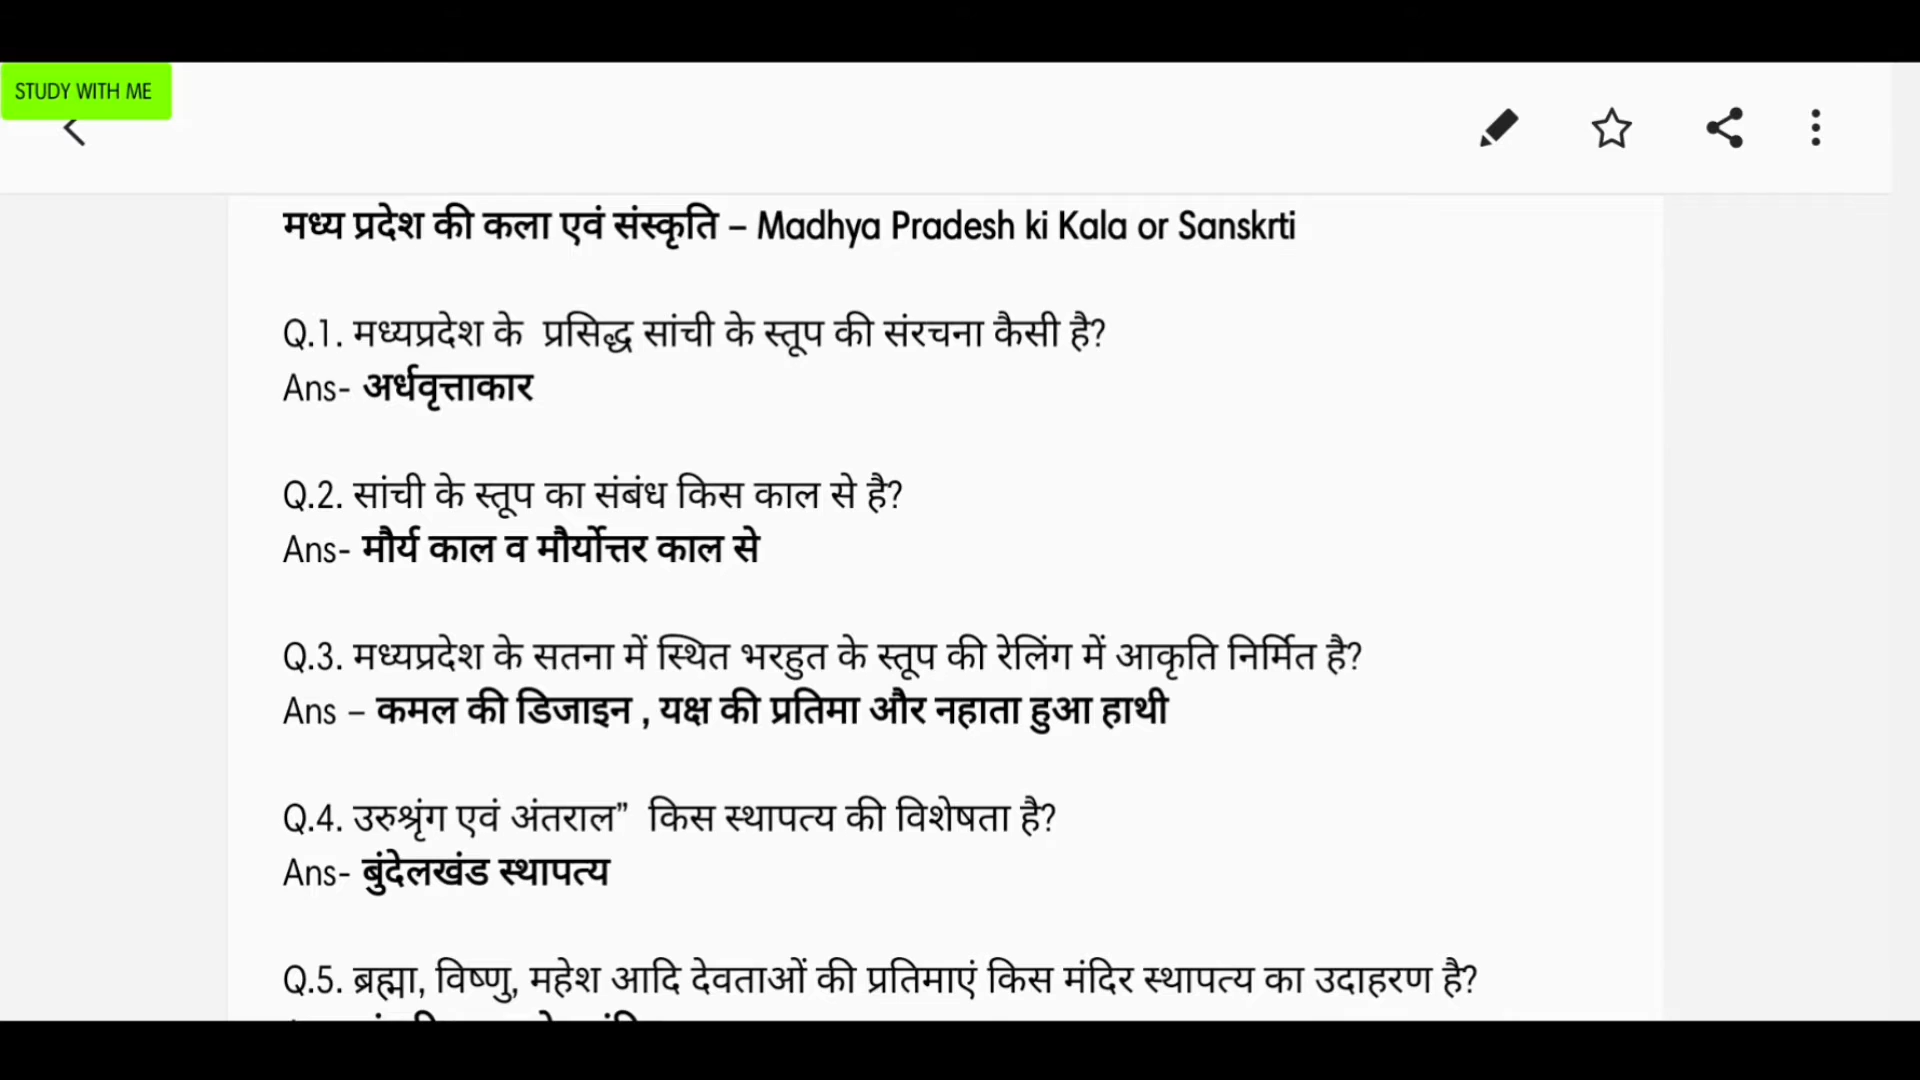 STUDY WITH ME
मध्य प्रदेश की कला एवं संस्कृति – Madhya Pradesh ki Kala or Sanskrti
Q.1. मध्यप्रदेश के प्रसिद्ध सांची के स्तूप की संरचना कैसी है?
Ans- अर्धवृत्ताकार
Q.2. सांची के स्तूप का संबंध किस काल से है?
Ans- मौर्य काल व मौर्योत्तर काल से
Q.3. मध्यप्रदेश के सतना में स्थित भरहुत के स्तूप की रेलिंग में आकृति निर्मित है?
Ans – कमल की डिजाइन , यक्ष की प्रतिमा और नहाता हुआ हाथी
Q.4. उरुश्रृंग एवं अंतराल” किस स्थापत्य की विशेषता है?
Ans- बुंदेलखंड स्थापत्य
Q.5. ब्रह्मा, विष्णु, महेश आदि देवताओं की प्रतिमाएं किस मंदिर स्थापत्य का उदाहरण है?